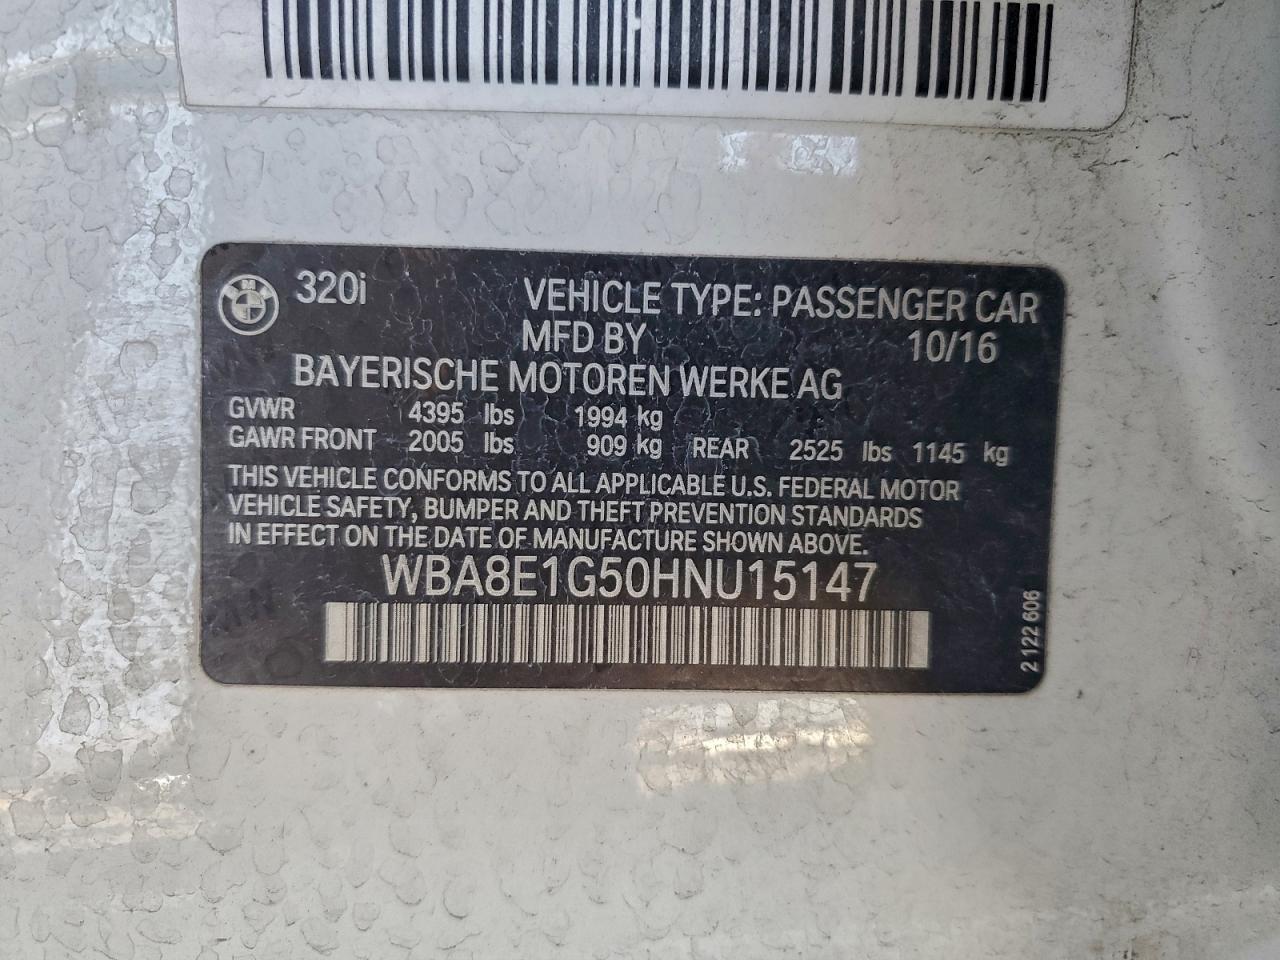 320i
VEHICLE TYPE: PASSENGER CAR
MFD BY 10/16
BAYERISCHE MOTOREN WERKE AG
GVWR 4395 lbs 1994 kg
GAWR FRONT 2005 lbs 909 kg REAR 2525 lbs 1145 kg
THIS VEHICLE CONFORMS TO ALL APPLICABLE U.S. FEDERAL MOTOR
VEHICLE SAFETY, BUMPER AND THEFT PREVENTION STANDARDS
IN EFFECT ON THE DATE OF MANUFACTURE SHOWN ABOVE.
WBA8E1G50HNU15147
2 122 606